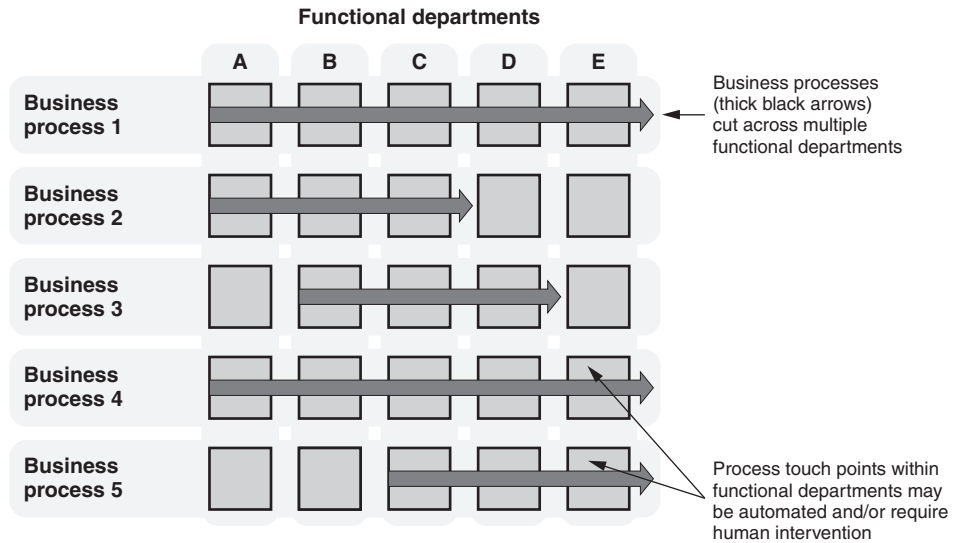 Functional departments
A B C D E
Business
process 1
Business processes
(thick black arrows)
cut across multiple
functional departments
Business
process 2
Business
process 3
Business
process 4
Business
process 5
Process touch points within
functional departments may
be automated and/or require
human intervention